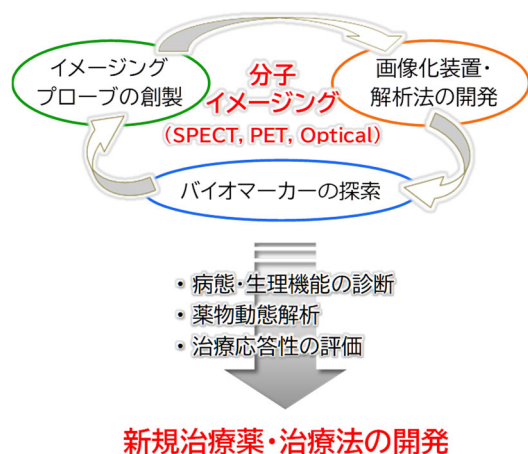 イメージング
プローブの創製
分子
イメージング
(SPECT, PET, Optical)
画像化装置・
解析法の開発
バイオマーカーの探索
・病態・生理機能の診断
・薬物動態解析
・治療応答性の評価
新規治療薬・治療法の開発